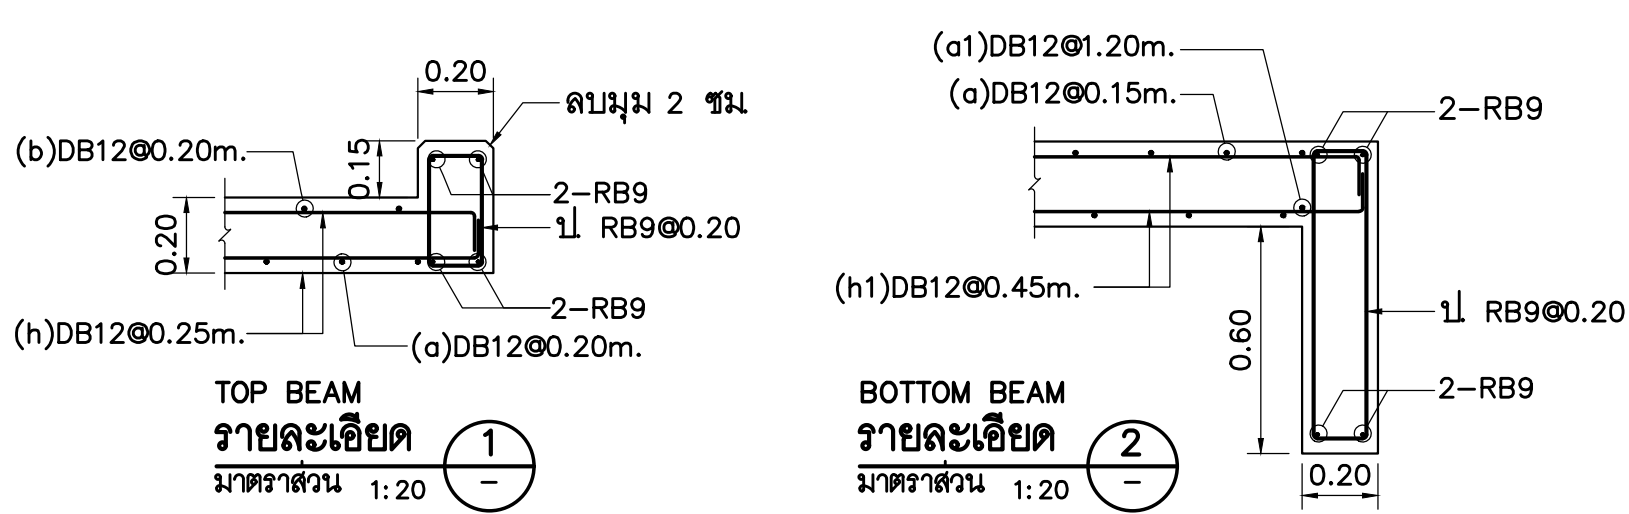 0.20
ลบมุม 2 ซม.
(b)DB12@0.20m.
0.15
2-RB9
ป. RB9@0.20
0.20
2-RB9
(h)DB12@0.25m.
(a)DB12@0.20m.
TOP BEAM
รายละเอียด
1
-
มาตราส่วน 1:20
(a1)DB12@1.20m.
(a)DB12@0.15m.
2-RB9
(h1)DB12@0.45m.
ป. RB9@0.20
0.60
2-RB9
0.20
BOTTOM BEAM
รายละเอียด
2
-
มาตราส่วน 1:20